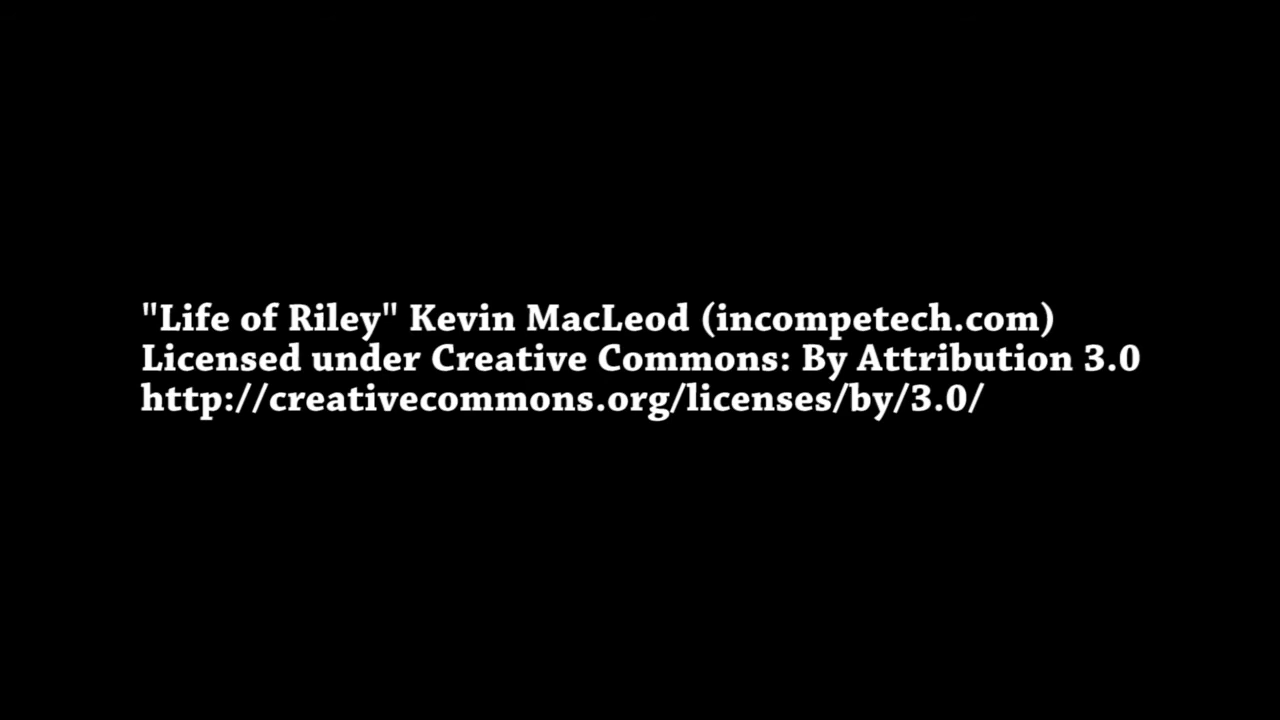 "Life of Riley" Kevin MacLeod (incompetech.com)
Licensed under Creative Commons: By Attribution 3.0
http://creativecommons.org/licenses/by/3.0/